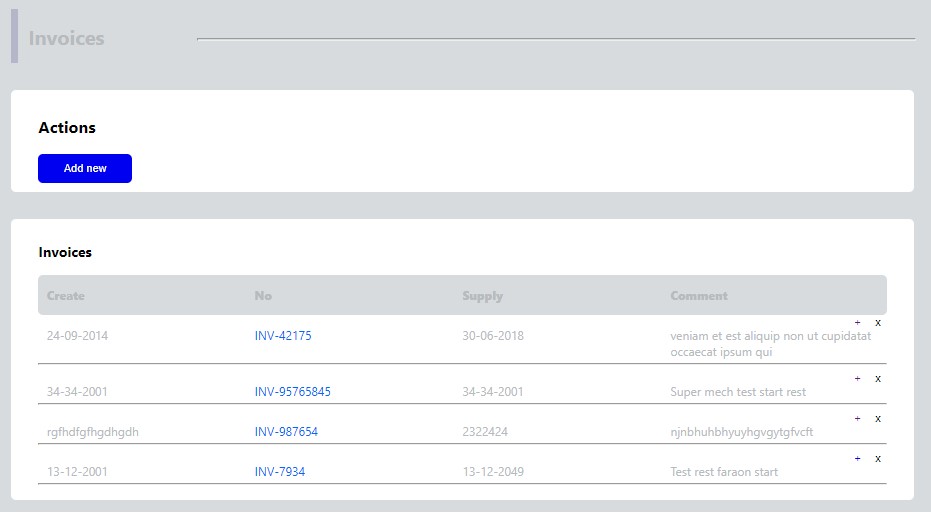 Invoices
Actions
Add new
Invoices
Create No Supply Comment
+ x
24-09-2014 INV-42175 30-06-2018 veniam et est aliquip non ut cupidatat
occaecat ipsum qui
+ x
34-34-2001 INV-95765845 34-34-2001 Super mech test start rest
+ x
rgfhdfgfhgdhgdh INV-987654 2322424 njnbhuhbhyuyhgvgytgfvcft
+ x
13-12-2001 INV-7934 13-12-2049 Test rest faraon start